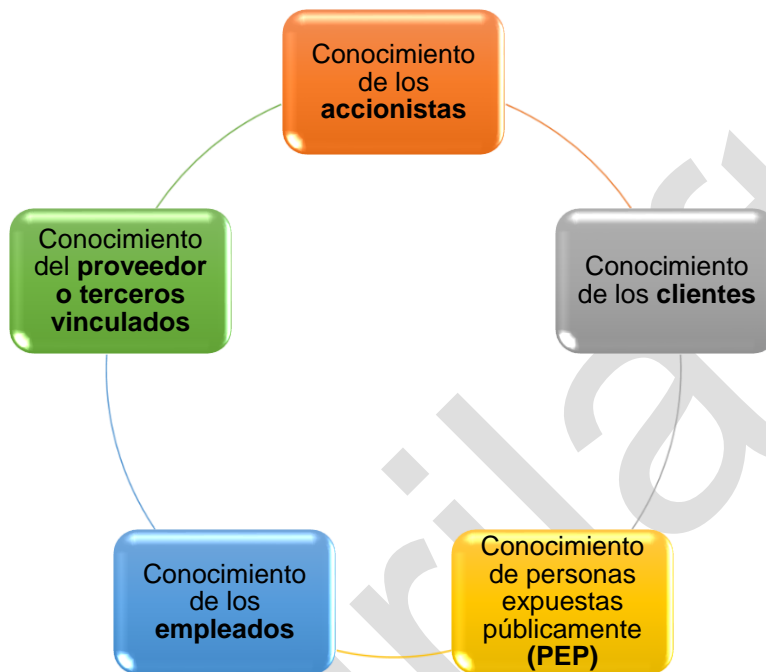 Conocimiento
de los
accionistas
Conocimiento
de los clientes
Conocimiento
de personas
expuestas
públicamente
(PEP)
Conocimiento
de los
empleados
Conocimiento
del proveedor
o terceros
vinculados